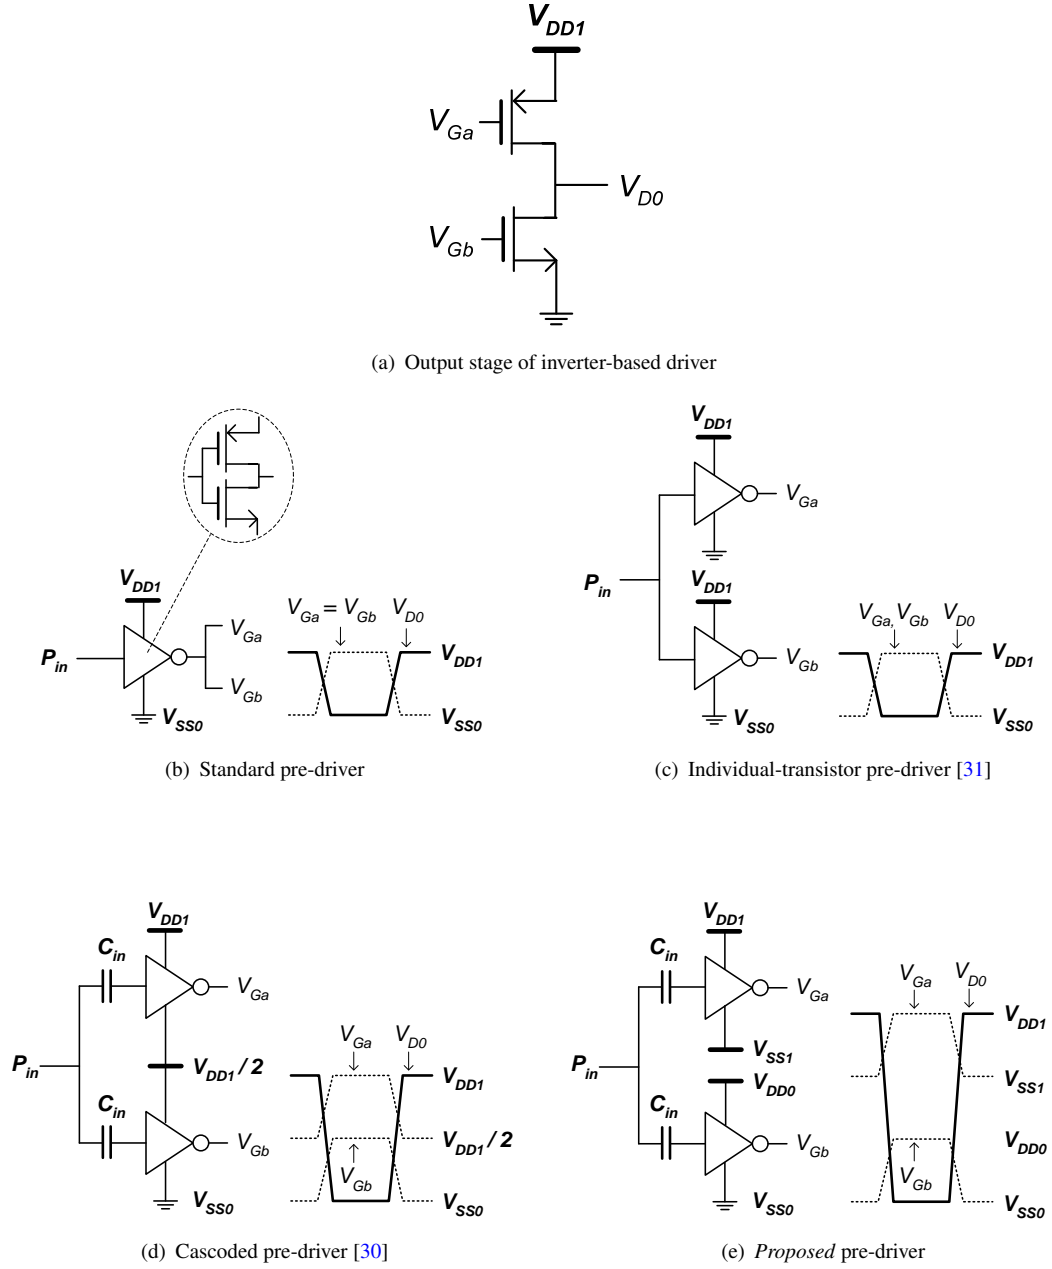 V_DD1
V_Ga
V_D0
V_Gb
(a) Output stage of inverter-based driver
V_DD1
P_in
V_Ga
V_Gb
V_SS0
V_Ga = V_Gb
V_D0
V_DD1
V_SS0
(b) Standard pre-driver
V_DD1
V_Ga
P_in
V_DD1
V_Gb
V_SS0
V_Ga, V_Gb
V_D0
V_DD1
V_SS0
(c) Individual-transistor pre-driver [31]
V_DD1
C_in
V_Ga
P_in
V_DD1 / 2
C_in
V_Gb
V_SS0
V_Ga
V_D0
V_DD1
V_DD1 / 2
V_Gb
V_SS0
(d) Cascoded pre-driver [30]
V_DD1
C_in
V_Ga
V_SS1
P_in
V_DD0
C_in
V_Gb
V_SS0
V_Ga
V_D0
V_DD1
V_SS1
V_DD0
V_Gb
V_SS0
(e) Proposed pre-driver